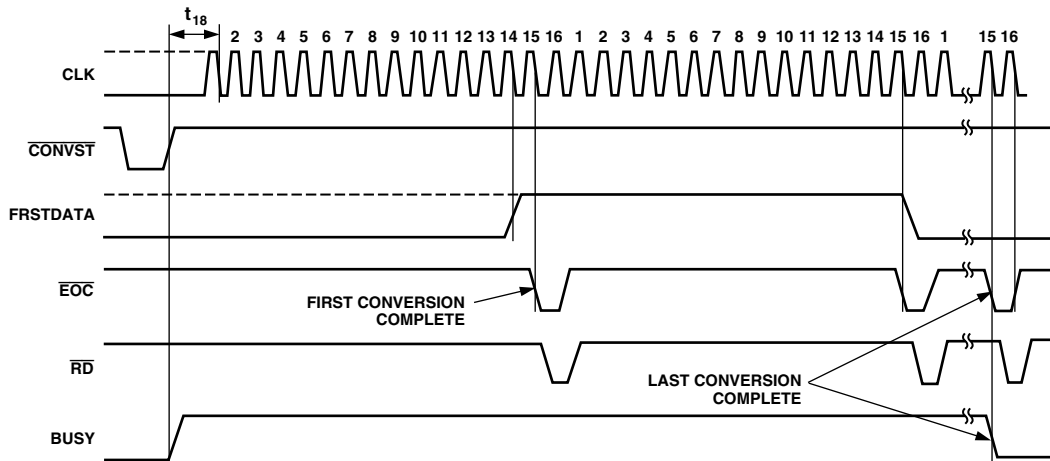 t18
2 3 4 5 6 7 8 9 10 11 12 13 14 15 16 1 2 3 4 5 6 7 8 9 10 11 12 13 14 15 16 1 15 16
CLK
CONVST
FRSTDATA
EOC
FIRST CONVERSION
COMPLETE
RD
LAST CONVERSION
COMPLETE
BUSY